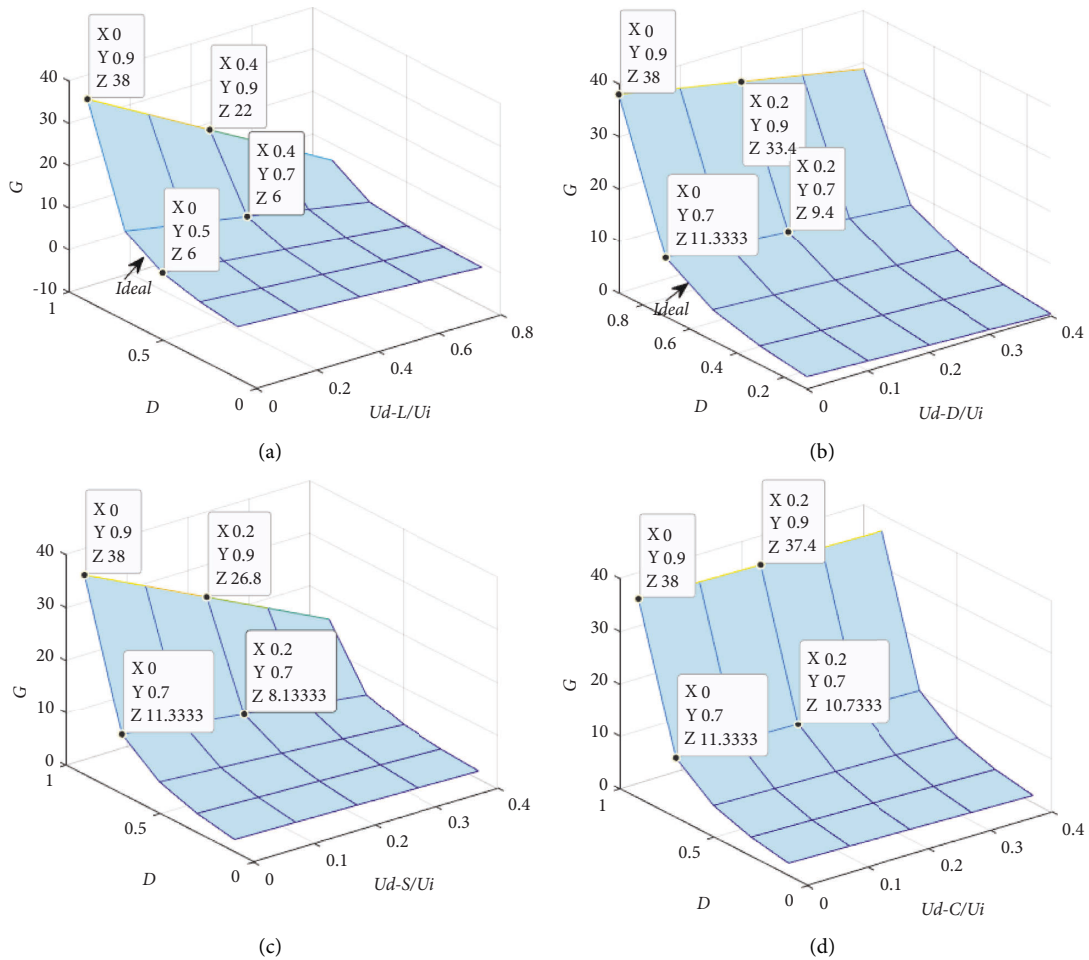 X 0
Y 0.9
Z 38
X 0.4
Y 0.9
Z 22
X 0.4
Y 0.7
Z 6
X 0
Y 0.5
Z 6
40
30
20
10
0
-10
G
Ideal
1
0.5
0
D
0
0.2
0.4
0.6
0.8
Ud-L/Ui
(a)
X 0
Y 0.9
Z 38
X 0.2
Y 0.9
Z 33.4
X 0.2
Y 0.7
Z 9.4
X 0
Y 0.7
Z 11.3333
40
30
20
10
0
G
Ideal
0.8
0.6
0.4
0.2
D
0
0.1
0.2
0.3
0.4
Ud-D/Ui
(b)
X 0
Y 0.9
Z 38
X 0.2
Y 0.9
Z 26.8
X 0.2
Y 0.7
Z 8.13333
X 0
Y 0.7
Z 11.3333
40
30
20
10
0
G
1
0.5
0
D
0
0.1
0.2
0.3
0.4
Ud-S/Ui
(c)
X 0
Y 0.9
Z 38
X 0.2
Y 0.9
Z 37.4
X 0.2
Y 0.7
Z 10.7333
X 0
Y 0.7
Z 11.3333
40
30
20
10
0
G
1
0.5
0
D
0
0.1
0.2
0.3
0.4
Ud-C/Ui
(d)